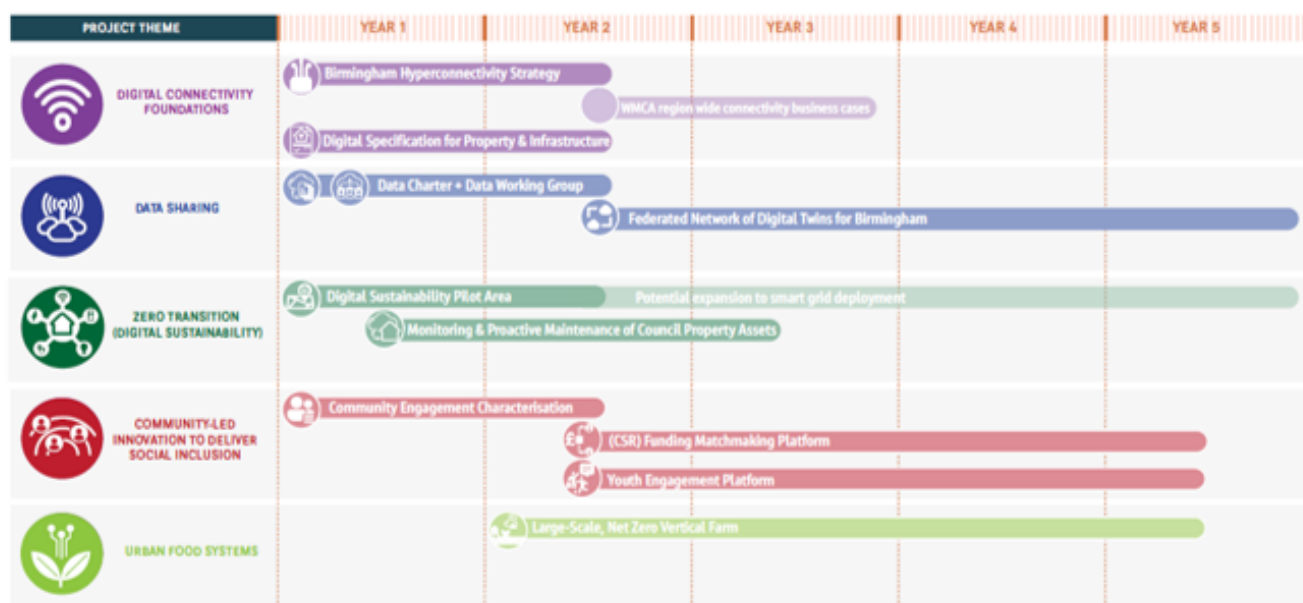 PROJECT THEME
YEAR 1
YEAR 2
YEAR 3
YEAR 4
YEAR 5
DIGITAL CONNECTIVITY
FOUNDATIONS
Birmingham Hyperconnectivity Strategy
WMCA region wide connectivity business cases
Digital Specification for Property & Infrastructure
DATA SHARING
Data Charter + Data Working Group
Federated Network of Digital Twins for Birmingham
ZERO TRANSITION
(DIGITAL SUSTAINABILITY)
Digital Sustainability Pilot Area
Potential expansion to smart grid deployment
Monitoring & Proactive Maintenance of Council Property Assets
COMMUNITY-LED
INNOVATION TO DELIVER
SOCIAL INCLUSION
Community Engagement Characterisation
(CSR) Funding Matchmaking Platform
Youth Engagement Platform
URBAN FOOD SYSTEMS
Large-Scale, Net Zero Vertical Farm